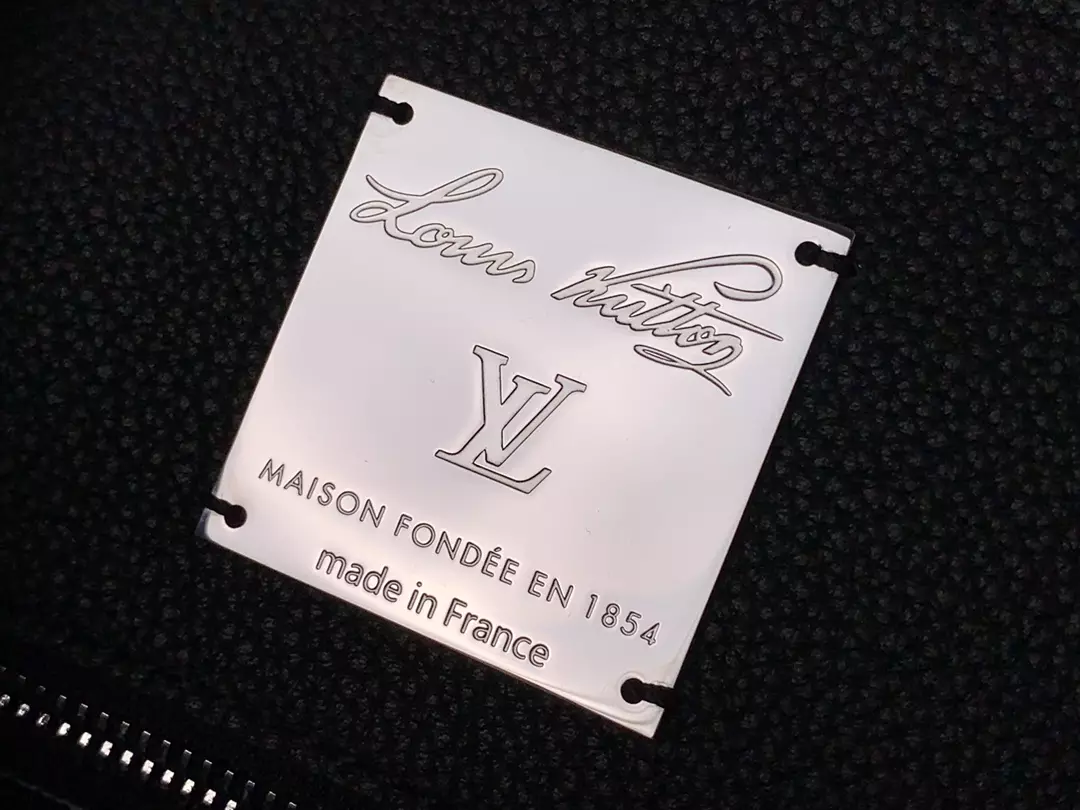 Louis Vuitton
LV
MAISON FONDÉE EN 1854
made in France